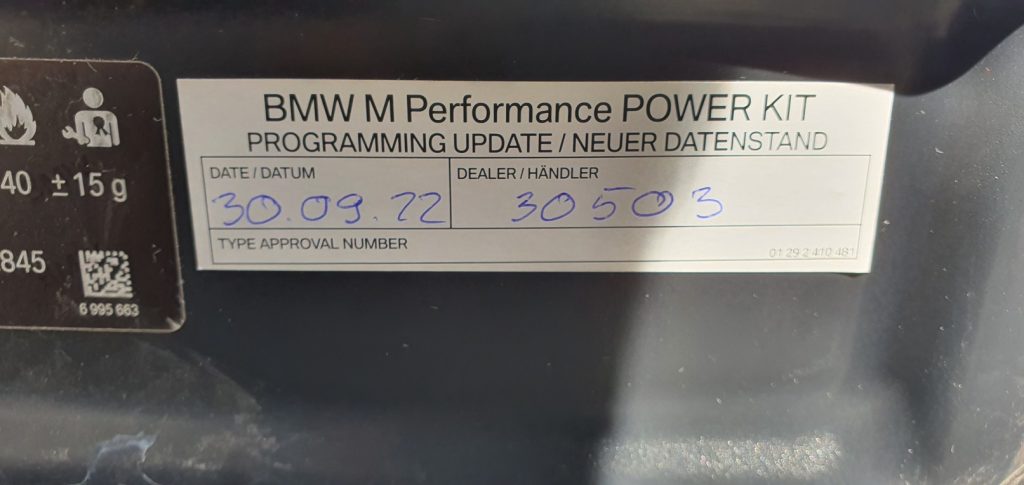 BMW M Performance POWER KIT
PROGRAMMING UPDATE / NEUER DATENSTAND
DATE / DATUM
30.09.22
DEALER / HÄNDLER
30503
TYPE APPROVAL NUMBER
01 29 2 410 481
40 ±15 g
845
6 995 663